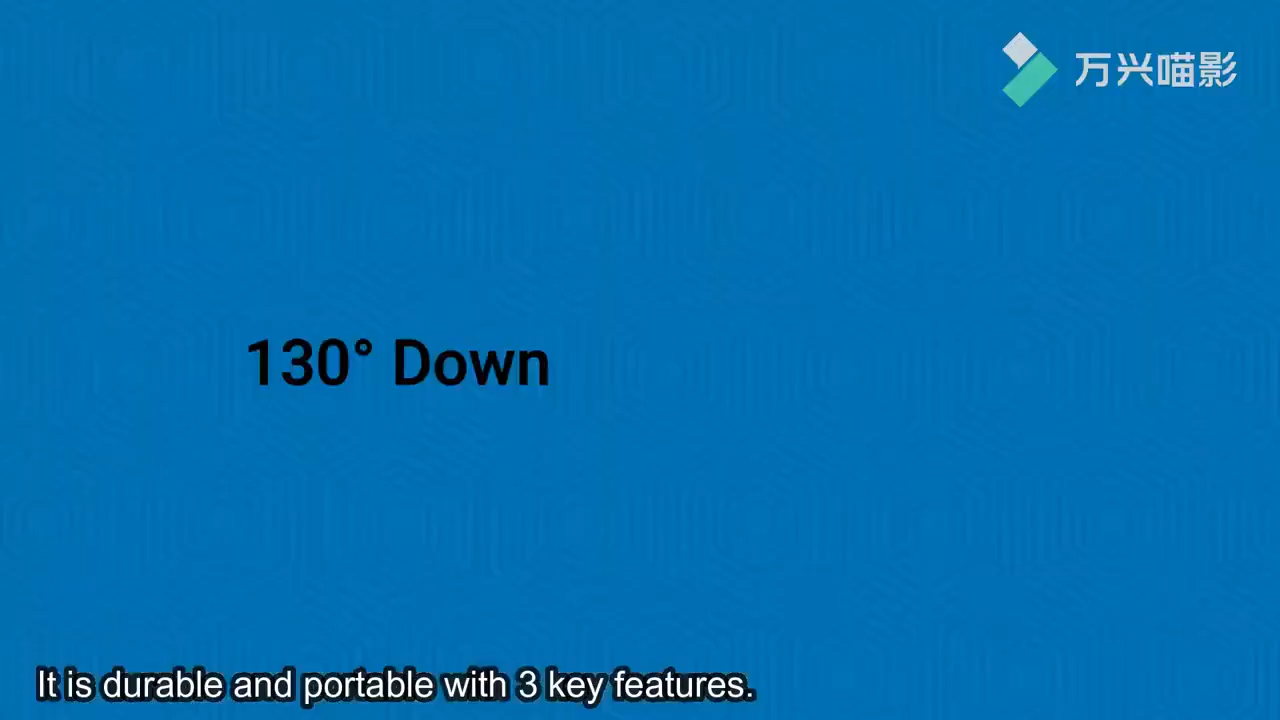 万兴喵影
130° Down
It is durable and portable with 3 key features.